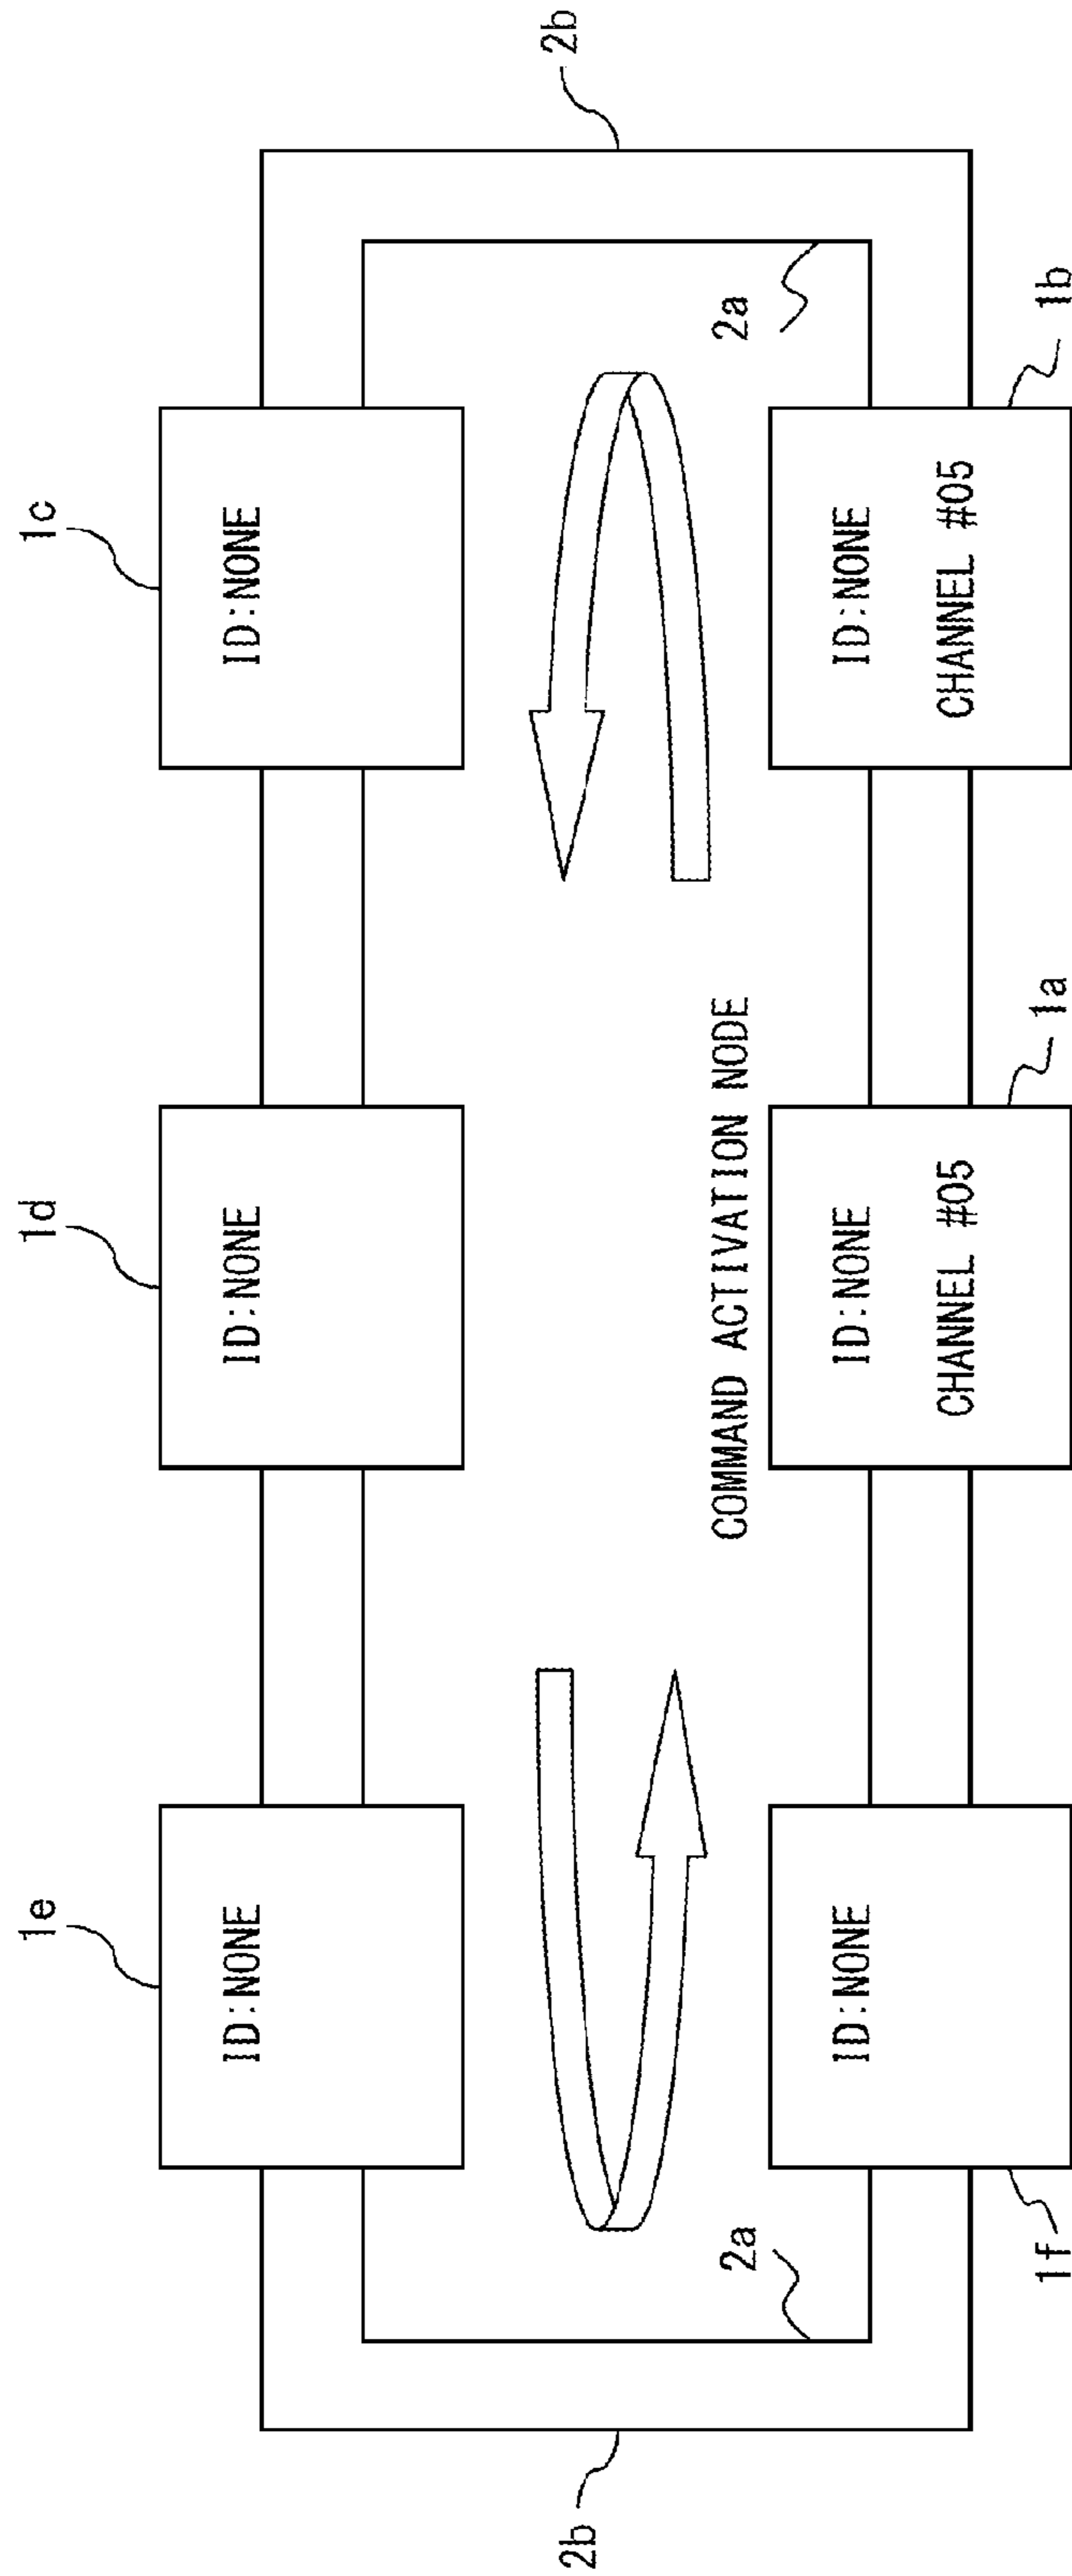 1e
1d
1c
ID:NONE
ID:NONE
ID:NONE
2b
2b
2a
2a
COMMAND ACTIVATION NODE
ID:NONE
ID:NONE
CHANNEL #05
ID:NONE
CHANNEL #05
1f
1a
1b